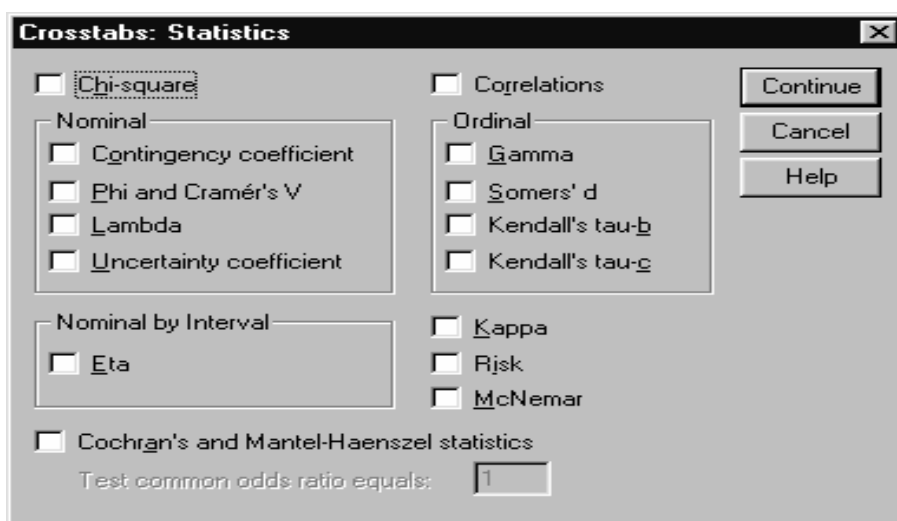 Crosstabs: Statistics
Chi-square
Correlations
Continue
Nominal
Ordinal
Cancel
Contingency coefficient
Gamma
Help
Phi and Cramér's V
Somers' d
Lambda
Kendall's tau-b
Uncertainty coefficient
Kendall's tau-c
Nominal by Interval
Kappa
Eta
Risk
McNemar
Cochran's and Mantel-Haenszel statistics
Test common odds ratio equals: 1